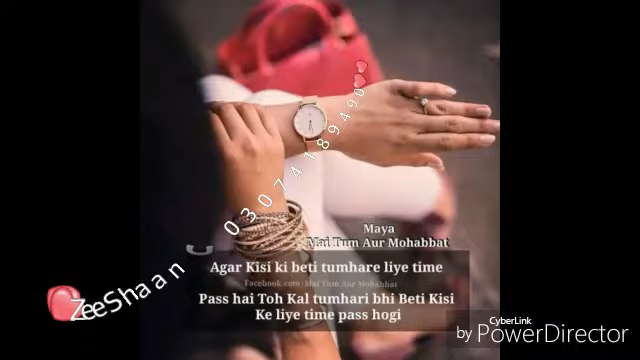 03074189490
ZeeShaan
Maya
Mai Tum Aur Mohabbat
Agar Kisi ki beti tumhare liye time
Facebook.com/Mai Tum Aur Mohabbat
Pass hai Toh Kal tumhari bhi Beti Kisi
Ke liye time pass hogi
CyberLink
by PowerDirector